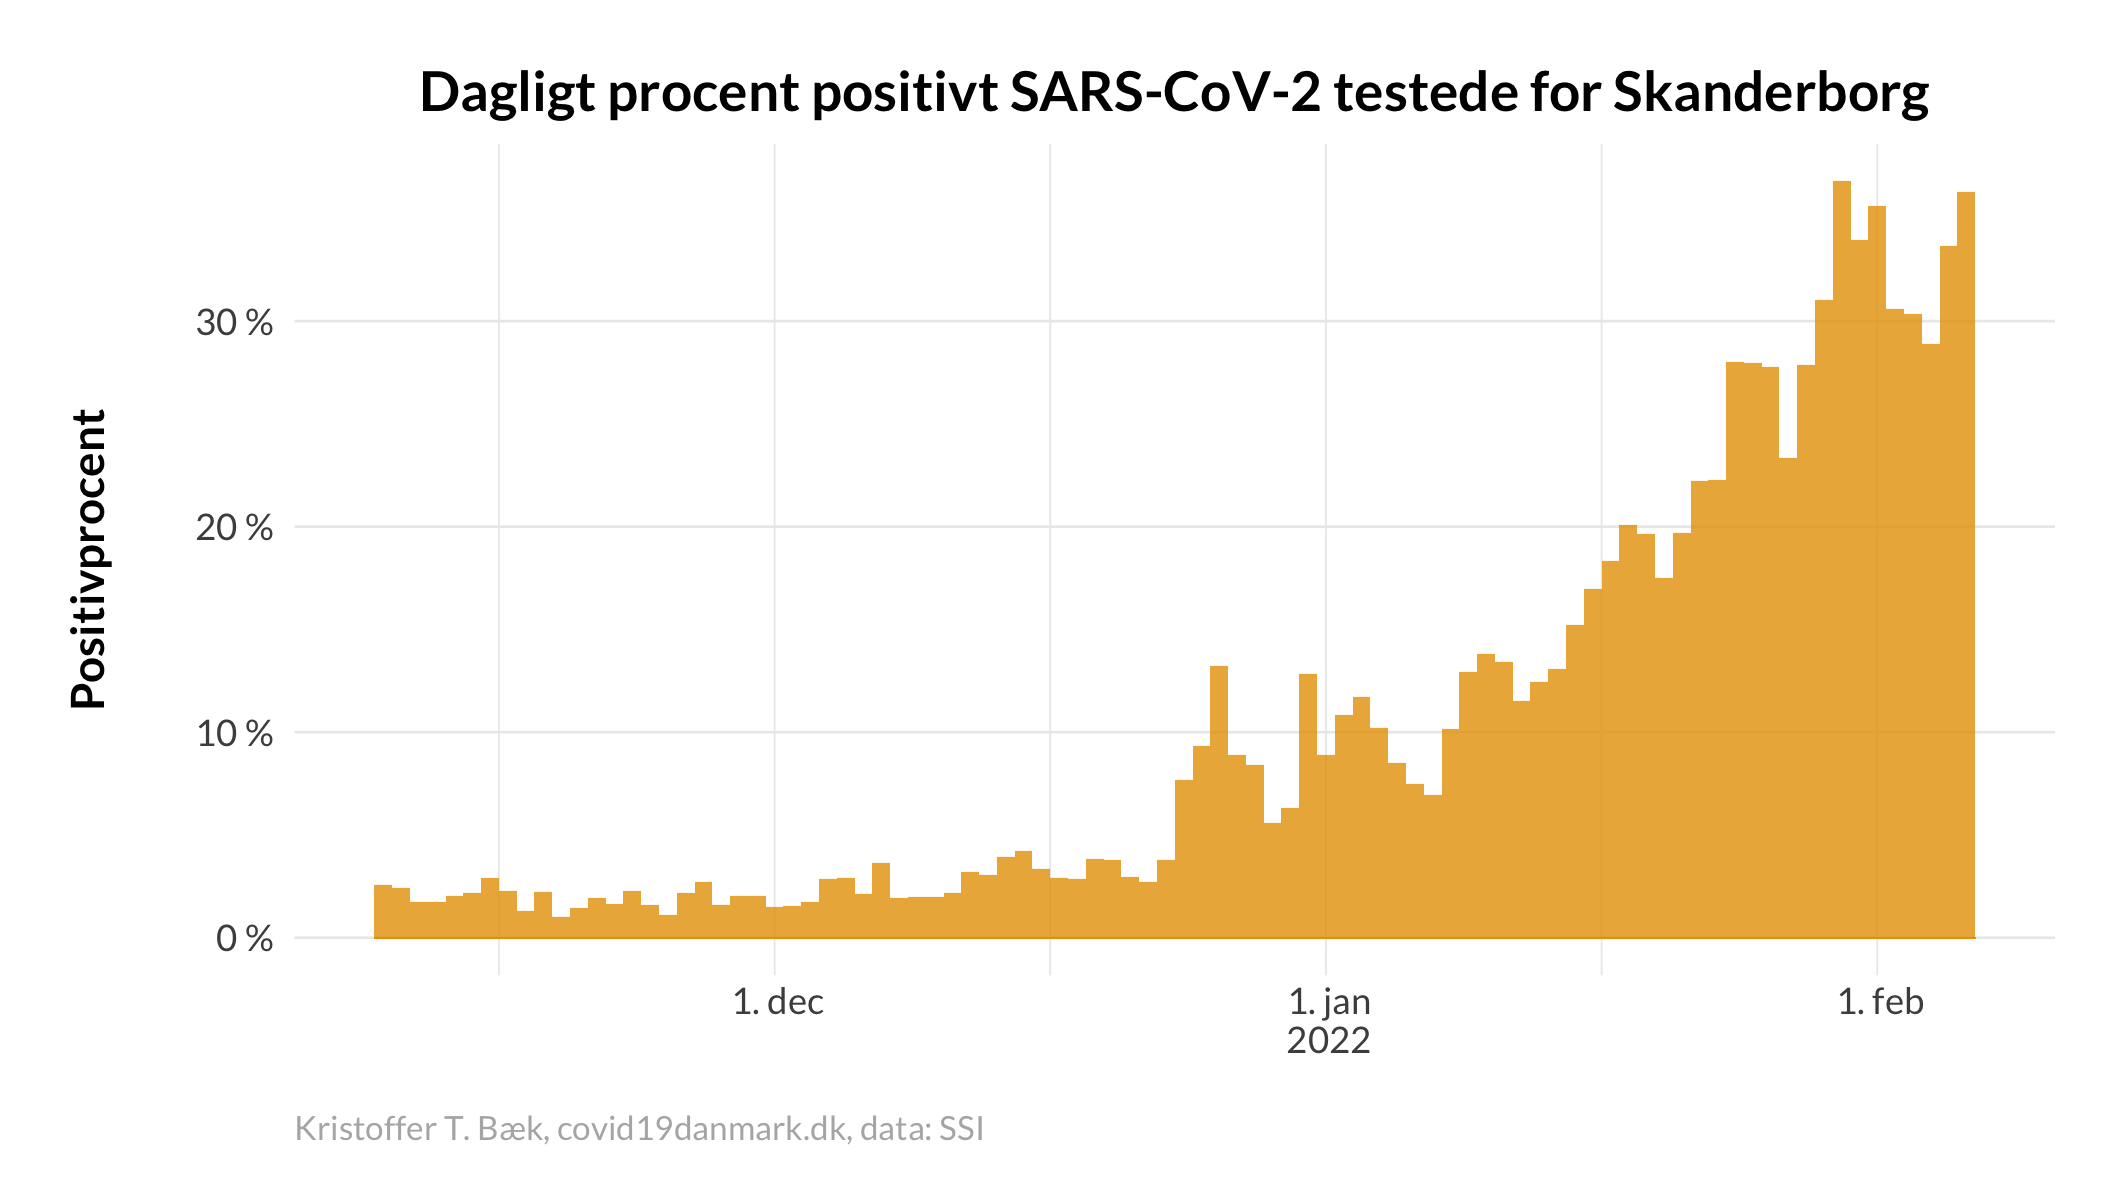 Dagligt procent positivt SARS-CoV-2 testede for Skanderborg
Positivprocent
30 %
20 %
10 %
0 %
1. dec
1. jan
2022
1. feb
Kristoffer T. Bæk, covid19danmark.dk, data: SSI